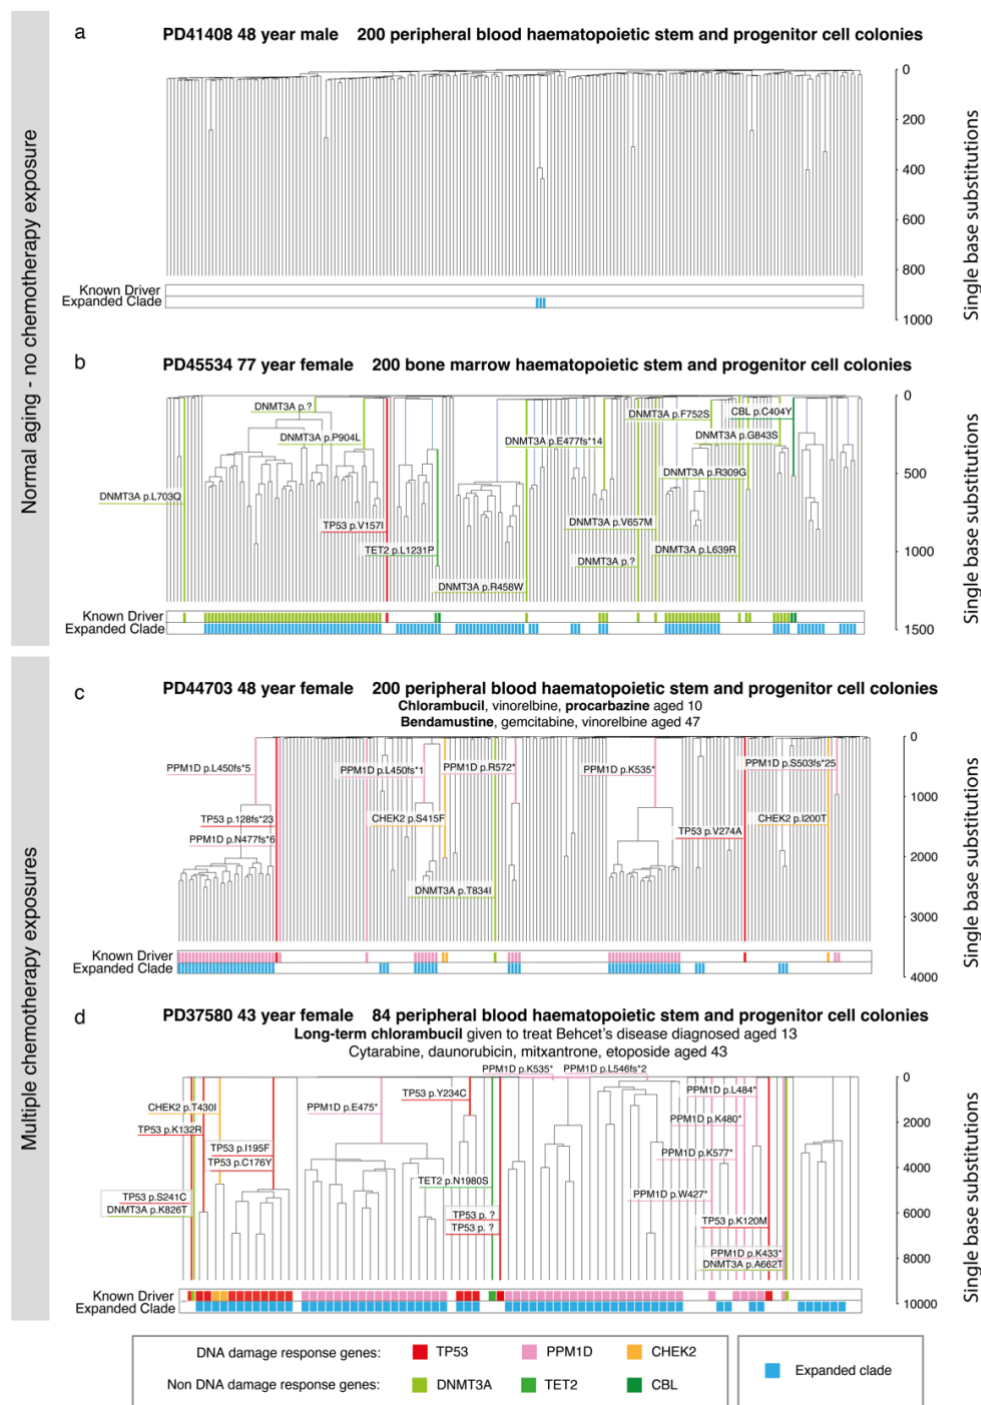 Normal aging - no chemotherapy exposure
a
PD41408 48 year male 200 peripheral blood haematopoietic stem and progenitor cell colonies
0
200
400
600
800
1000
Single base substitutions
Known Driver
Expanded Clade
b
PD45534 77 year female 200 bone marrow haematopoietic stem and progenitor cell colonies
DNMT3A p.?
DNMT3A p.P904L
DNMT3A p.L703Q
TP53 p.V157I
TET2 p.L1231P
DNMT3A p.R458W
DNMT3A p.E477fs*14
DNMT3A p.V657M
DNMT3A p.?
DNMT3A p.F752S
CBL p.C404Y
DNMT3A p.G843S
DNMT3A p.R309G
DNMT3A p.L639R
0
500
1000
1500
Single base substitutions
Known Driver
Expanded Clade
Multiple chemotherapy exposures
c
PD44703 48 year female 200 peripheral blood haematopoietic stem and progenitor cell colonies
Chlorambucil, vinorelbine, procarbazine aged 10
Bendamustine, gemcitabine, vinorelbine aged 47
PPM1D p.L450fs*5
TP53 p.128fs*23
PPM1D p.N477fs*6
PPM1D p.L450fs*1
CHEK2 p.S415F
PPM1D p.R572*
DNMT3A p.T834I
PPM1D p.K535*
TP53 p.V274A
PPM1D p.S503fs*25
CHEK2 p.I200T
0
1000
2000
3000
4000
Single base substitutions
Known Driver
Expanded Clade
d
PD37580 43 year female 84 peripheral blood haematopoietic stem and progenitor cell colonies
Long-term chlorambucil given to treat Behcet's disease diagnosed aged 13
Cytarabine, daunorubicin, mitxantrone, etoposide aged 43
PPM1D p.K535* PPM1D p.L546fs*2
CHEK2 p.T430I
TP53 p.K132R
TP53 p.I195F
TP53 p.C176Y
TP53 p.S241C
DNMT3A p.K826T
PPM1D p.E475*
TP53 p.Y234C
TET2 p.N1980S
TP53 p. ?
TP53 p. ?
PPM1D p.L484*
PPM1D p.K480*
PPM1D p.K577*
PPM1D p.W427*
TP53 p.K120M
PPM1D p.K433*
DNMT3A p.A662T
0
2000
4000
6000
8000
10000
Single base substitutions
Known Driver
Expanded Clade
DNA damage response genes: TP53 PPM1D CHEK2
Non DNA damage response genes: DNMT3A TET2 CBL
Expanded clade